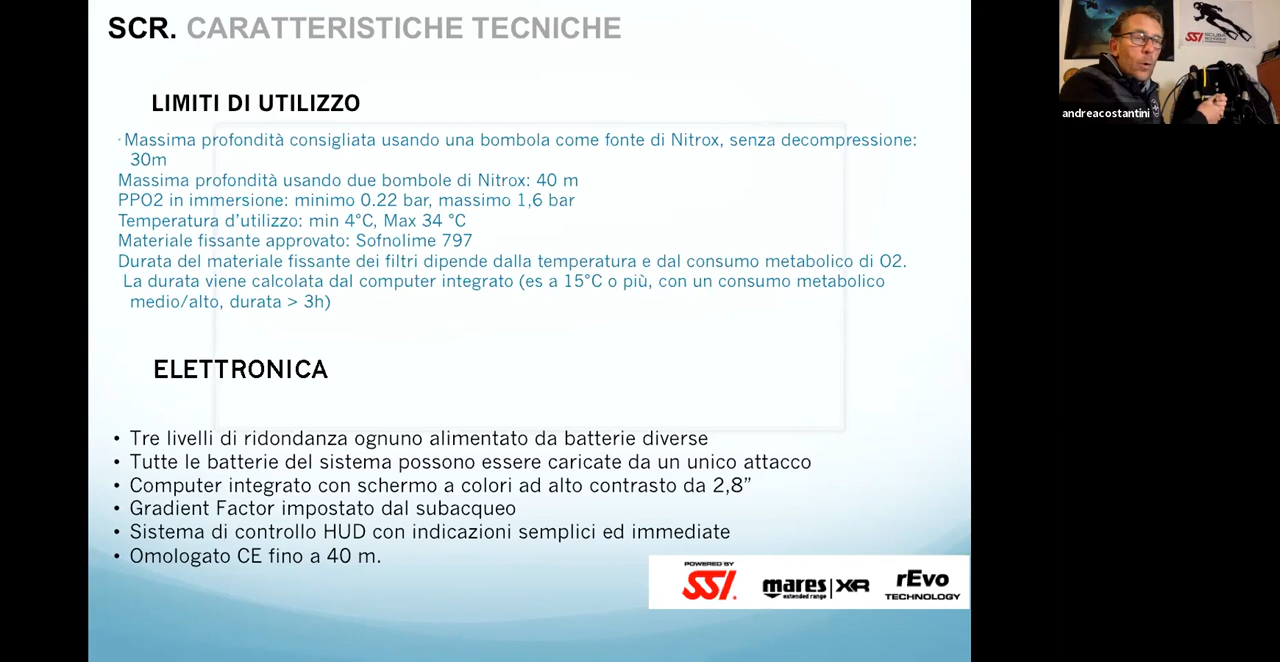 SCR. CARATTERISTICHE TECNICHE
LIMITI DI UTILIZZO
· Massima profondità consigliata usando una bombola come fonte di Nitrox, senza decompressione:
30m
Massima profondità usando due bombole di Nitrox: 40 m
PPO2 in immersione: minimo 0.22 bar, massimo 1,6 bar
Temperatura d'utilizzo: min 4°C, Max 34 °C
Materiale fissante approvato: Sofnolime 797
Durata del materiale fissante dei filtri dipende dalla temperatura e dal consumo metabolico di O2.
La durata viene calcolata dal computer integrato (es a 15°C o più, con un consumo metabolico
medio/alto, durata > 3h)
ELETTRONICA
• Tre livelli di ridondanza ognuno alimentato da batterie diverse
• Tutte le batterie del sistema possono essere caricate da un unico attacco
• Computer integrato con schermo a colori ad alto contrasto da 2,8”
• Gradient Factor impostato dal subacqueo
• Sistema di controllo HUD con indicazioni semplici ed immediate
• Omologato CE fino a 40 m.
POWERED BY
SSI
mares XR
extended range
rEvo
TECHNOLOGY
SSI
andreacostantini